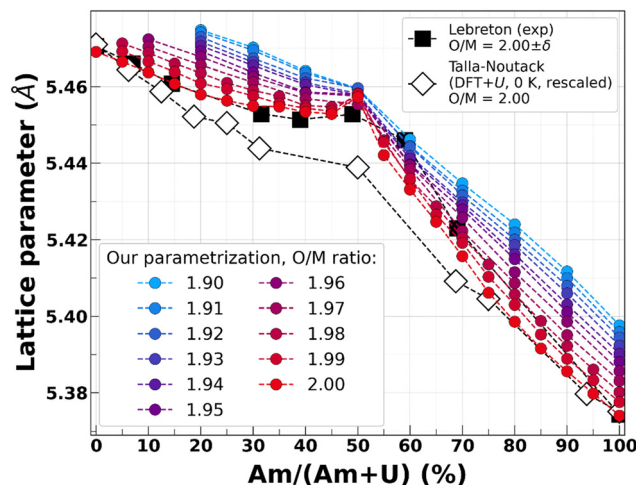 Lattice parameter (Å)
5.46
5.44
5.42
5.40
5.38
Lebreton (exp)
O/M = 2.00±δ
Talla-Noutack
(DFT+U, 0 K, rescaled)
O/M = 2.00
Our parametrization, O/M ratio:
1.90 1.96
1.91 1.97
1.92 1.98
1.93 1.99
1.94 2.00
1.95
0 10 20 30 40 50 60 70 80 90 100
Am/(Am+U) (%)